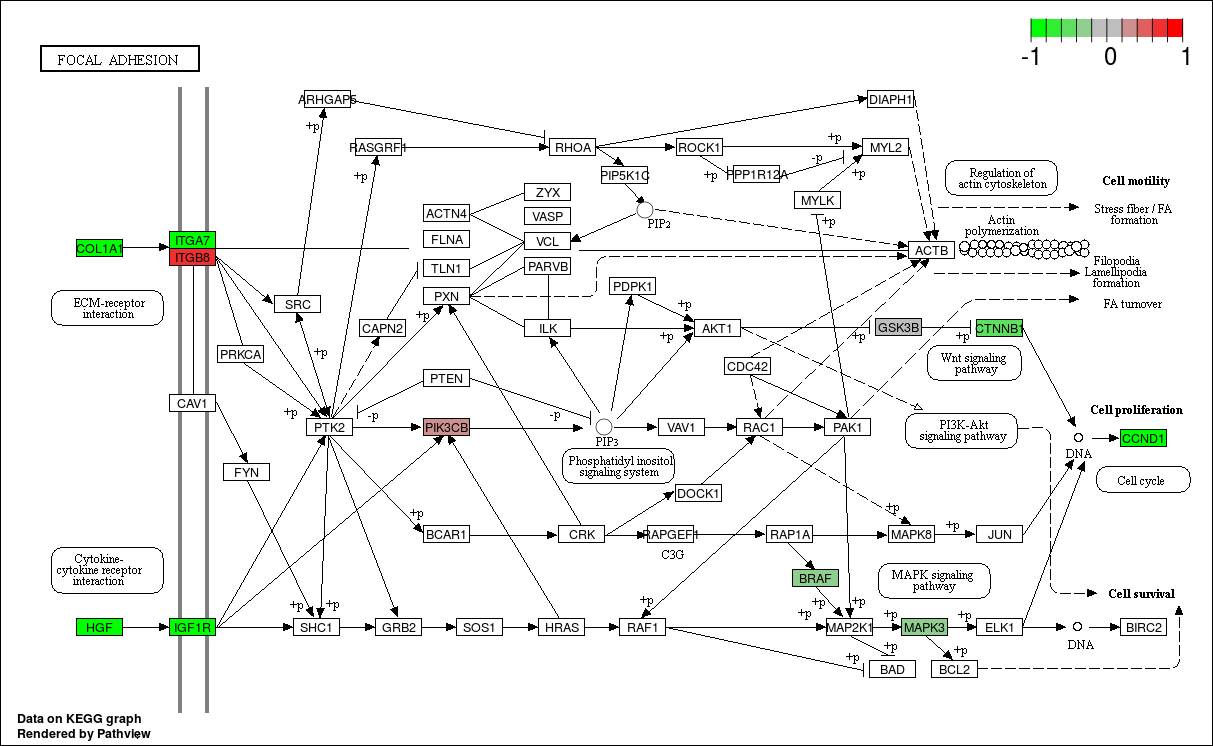 FOCAL ADHESION
-1 0 1
ARHGAP5
DIAPH1
+p
RASGRF1
RHOA
ROCK1
+p
MYL2
+p
PIP5K1C
+p
PPP1R12A
-p
+p
Regulation of
actin cytoskeleton
Cell motility
ZYX
MYLK
ACTN4
VASP
PIP2
+p
Stress fiber / FA
formation
Actin
polymerization
COL1A1
ITGA7
ITGB8
FLNA
VCL
ACTB
TLN1
PARVB
Filopodia
Lamellipodia
formation
ECM-receptor
interaction
SRC
PXN
PDPK1
+p
FA turnover
+p
CAPN2
ILK
+p
AKT1
GSK3B
+p
CTNNB1
PRKCA
+p
CDC42
Wnt signaling
pathway
PTEN
CAV1
+p
-p
-p
Cell proliferation
PTK2
PIK3CB
PIP3
VAV1
RAC1
PAK1
PI3K-Akt
signaling pathway
DNA
CCND1
FYN
Phosphatidyl inositol
signaling system
Cell cycle
DOCK1
+p
+p
BCAR1
CRK
RAPGEF1
C3G
RAP1A
MAPK8
+p
JUN
Cytokine-
cytokine receptor
interaction
BRAF
MAPK signaling
pathway
+p
+p
+p
+p
+p
+p
Cell survival
HGF
IGF1R
SHC1
GRB2
SOS1
HRAS
RAF1
MAP2K1
+p
MAPK3
+p
ELK1
DNA
BIRC2
+p
+p
+p
BAD
BCL2
Data on KEGG graph
Rendered by Pathview